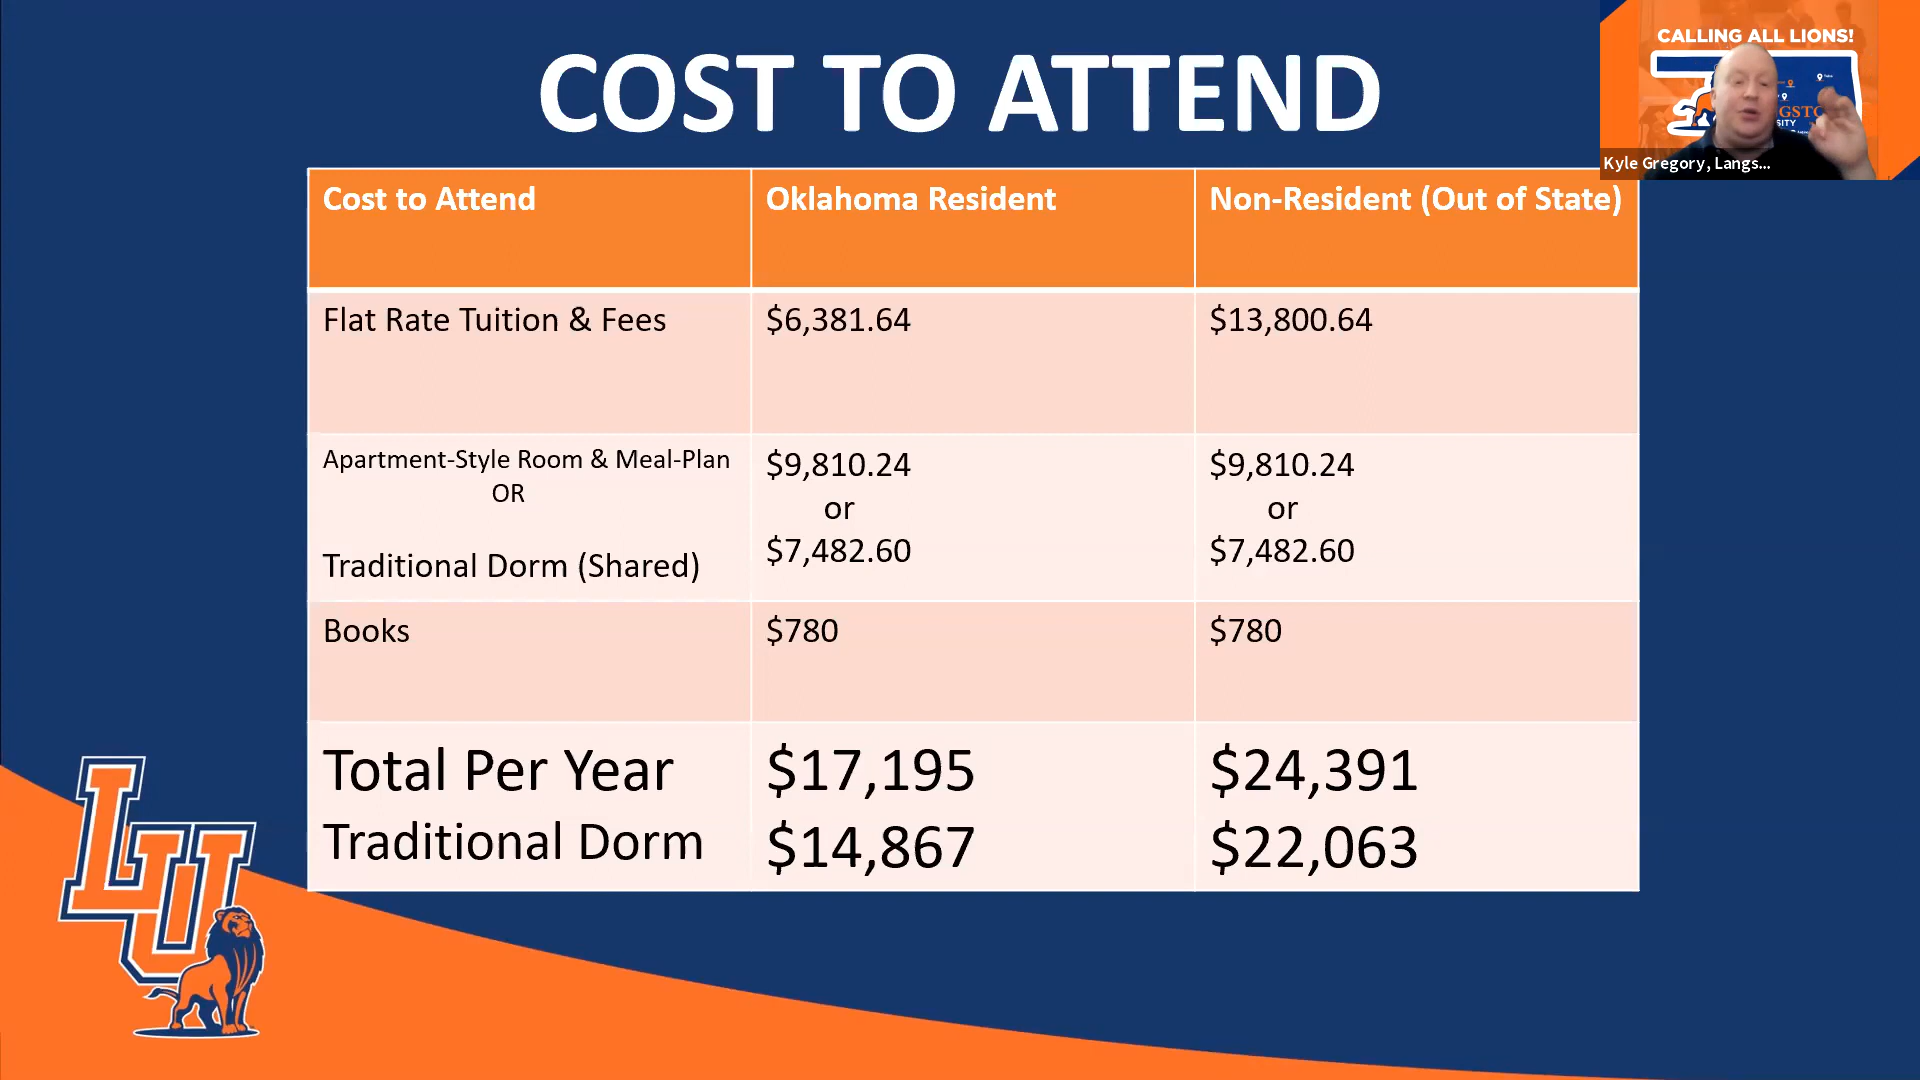 COST TO ATTEND
CALLING ALL LIONS!
Kyle Gregory, Langs...
Cost to Attend
Oklahoma Resident
Non-Resident (Out of State)
Flat Rate Tuition & Fees
$6,381.64
$13,800.64
Apartment-Style Room & Meal-Plan
OR
Traditional Dorm (Shared)
$9,810.24
or
$7,482.60
$9,810.24
or
$7,482.60
Books
$780
$780
Total Per Year
$17,195
$24,391
Traditional Dorm
$14,867
$22,063
LU